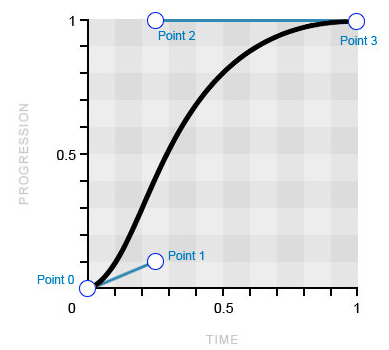 1
Point 2
Point 3
PROGRESSION
0.5
Point 1
Point 0
0
0.5
1
TIME